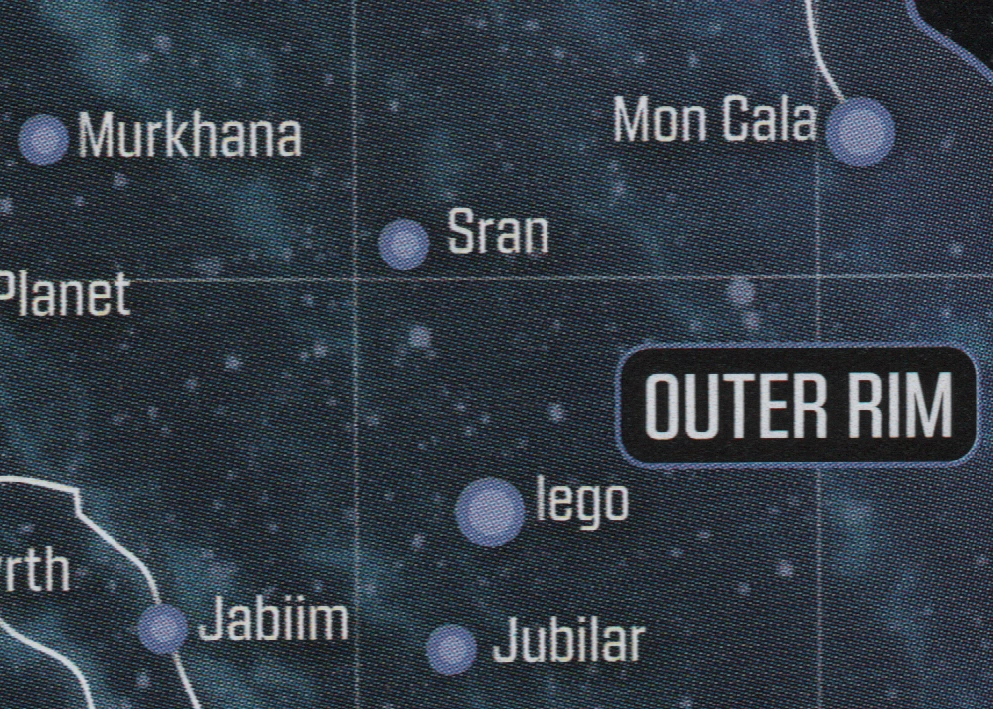 Murkhana
Mon Cala
Sran
Planet
OUTER RIM
Iego
rth
Jabiim
Jubilar